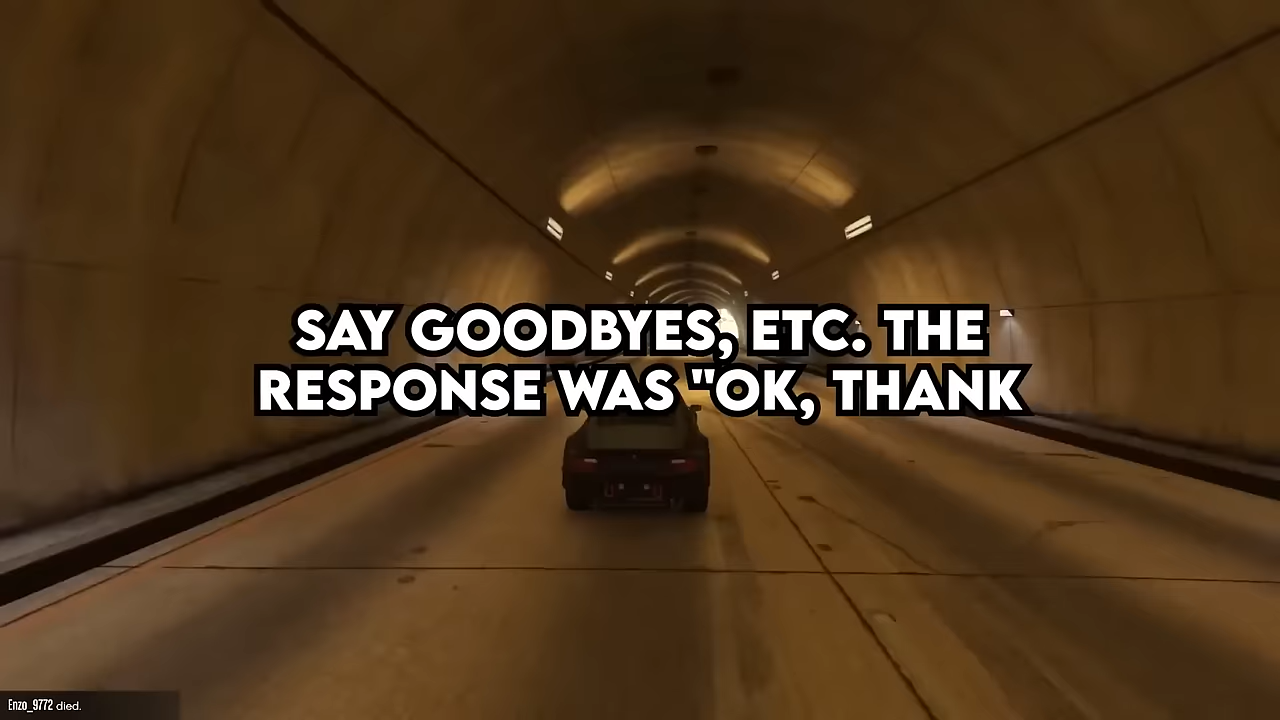 SAY GOODBYES, ETC. THE
RESPONSE WAS "OK, THANK
Enzo_9772 died.